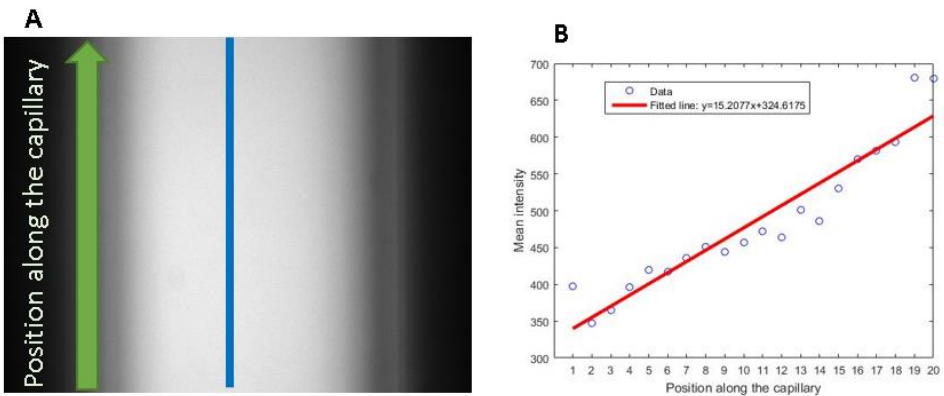 A
Position along the capillary
B
Mean intensity
700
650
600
550
500
450
400
350
300
Data
Fitted line: y=15.2077x+324.6175
1 2 3 4 5 6 7 8 9 10 11 12 13 14 15 16 17 18 19 20
Position along the capillary